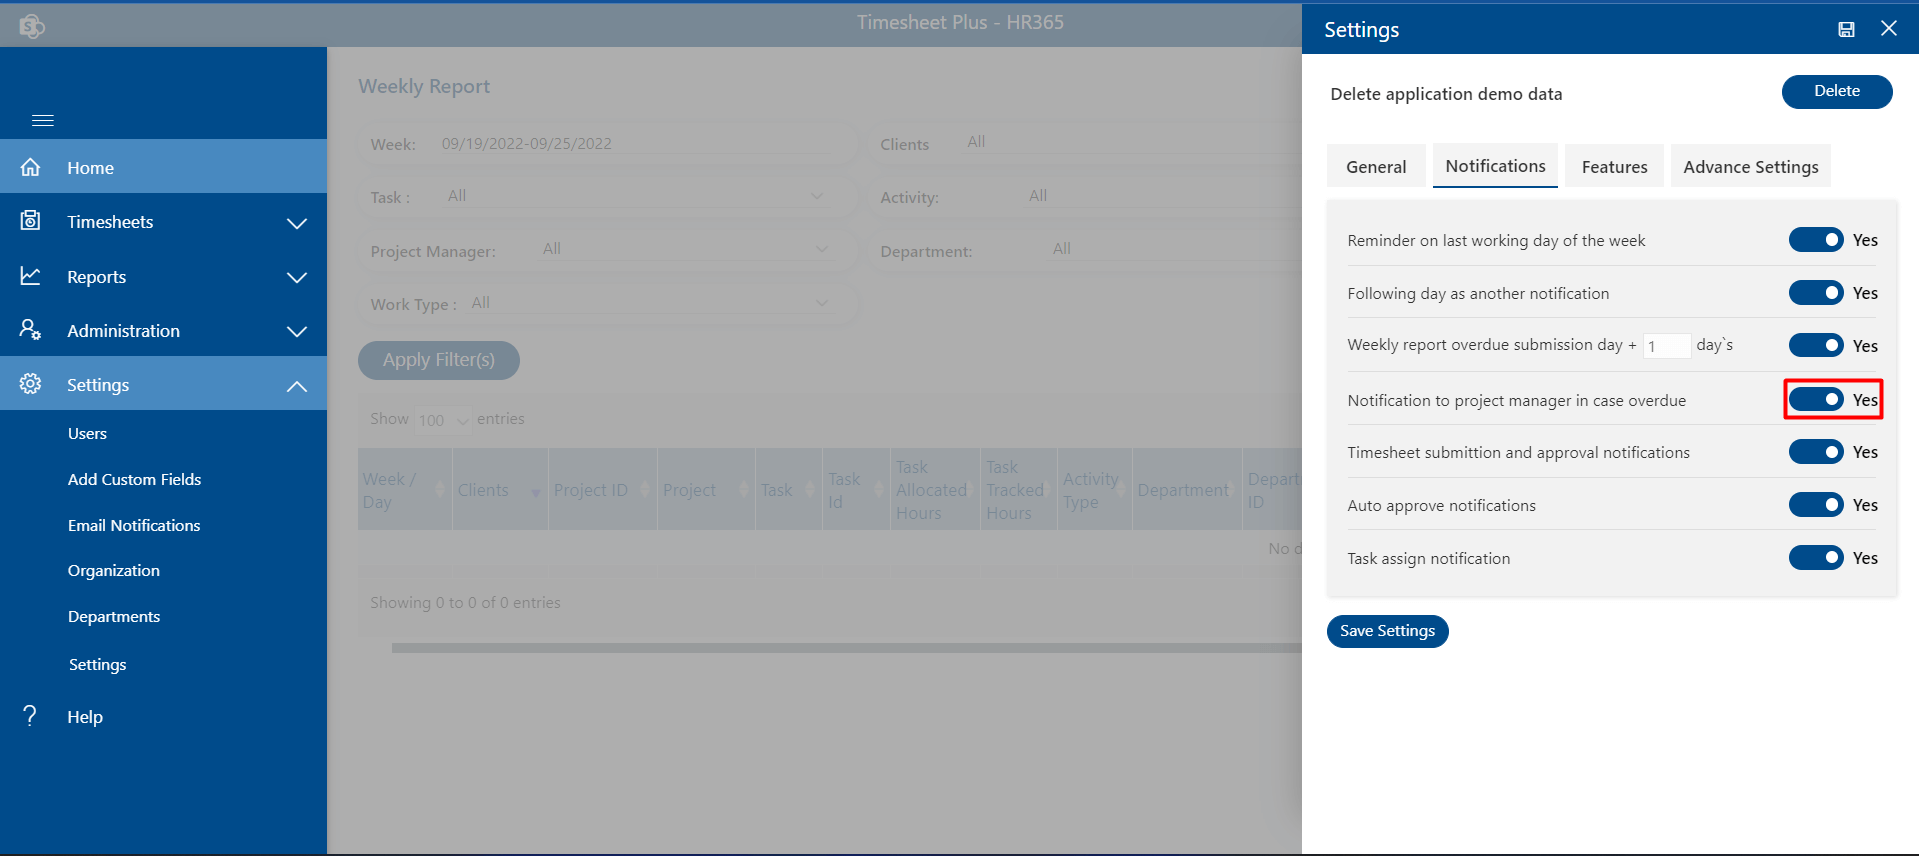 Timesheet Plus - HR365
Home
Timesheets
Reports
Administration
Settings
Users
Add Custom Fields
Email Notifications
Organization
Departments
Settings
? Help
Weekly Report
Week: 09/19/2022-09/25/2022
Clients All
Task : All
Activity: All
Project Manager: All
Department: All
Work Type : All
Apply Filter(s)
Show 100 entries
Week / Day
Clients
Project ID
Project
Task
Task Id
Task Allocated Hours
Task Tracked Hours
Activity Type
Department
Depart ID
No d
Showing 0 to 0 of 0 entries
Settings
Delete application demo data
Delete
General Notifications Features Advance Settings
Reminder on last working day of the week Yes
Following day as another notification Yes
Weekly report overdue submission day + 1 day`s Yes
Notification to project manager in case overdue Yes
Timesheet submittion and approval notifications Yes
Auto approve notifications Yes
Task assign notification Yes
Save Settings